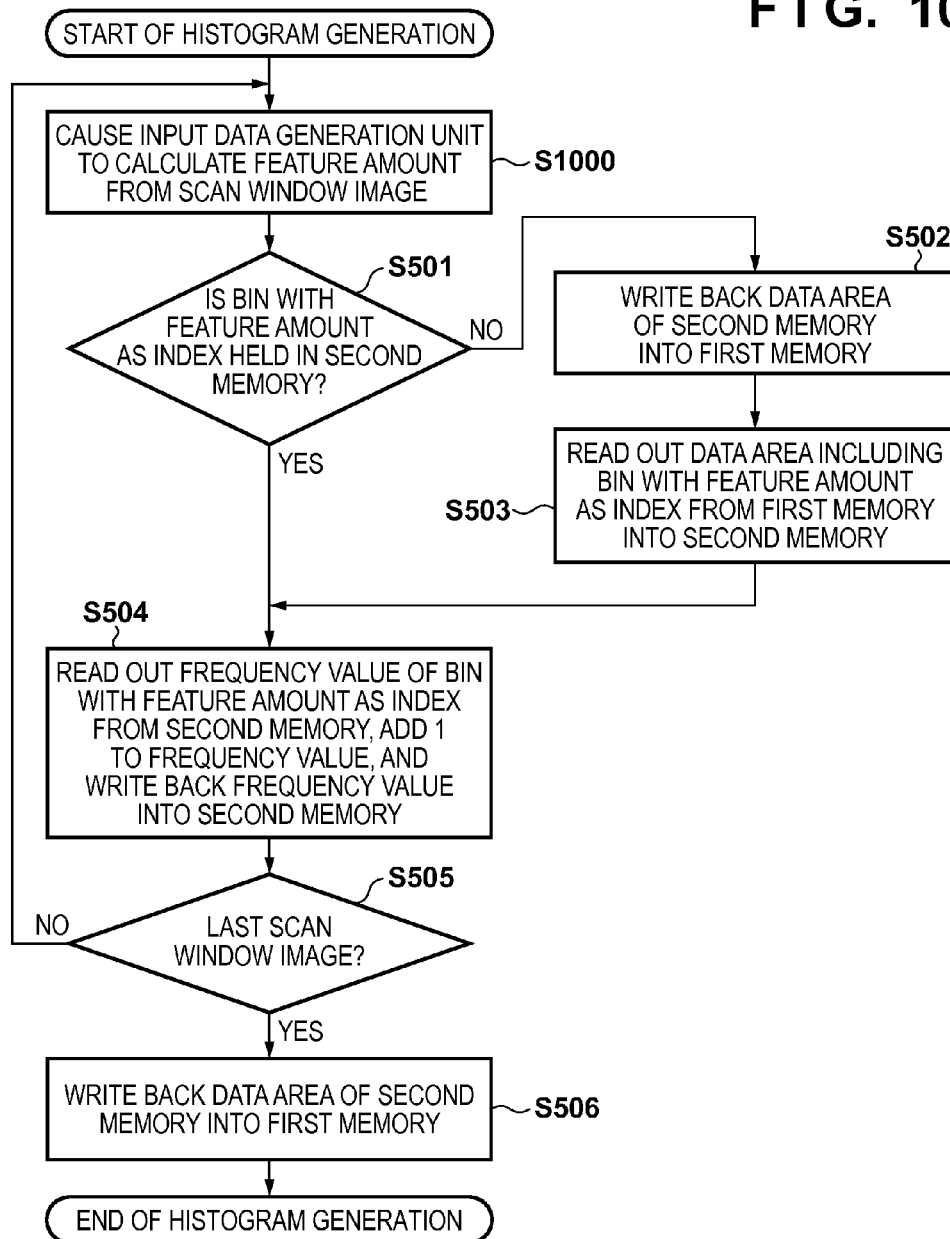 FIG. 10
START OF HISTOGRAM GENERATION
CAUSE INPUT DATA GENERATION UNIT
TO CALCULATE FEATURE AMOUNT
FROM SCAN WINDOW IMAGE
S1000
S501
IS BIN WITH
FEATURE AMOUNT
AS INDEX HELD IN SECOND
MEMORY?
NO
YES
S502
WRITE BACK DATA AREA
OF SECOND MEMORY
INTO FIRST MEMORY
READ OUT DATA AREA INCLUDING
BIN WITH FEATURE AMOUNT
AS INDEX FROM FIRST MEMORY
INTO SECOND MEMORY
S503
S504
READ OUT FREQUENCY VALUE OF BIN
WITH FEATURE AMOUNT AS INDEX
FROM SECOND MEMORY, ADD 1
TO FREQUENCY VALUE, AND
WRITE BACK FREQUENCY VALUE
INTO SECOND MEMORY
S505
NO
LAST SCAN
WINDOW IMAGE?
YES
WRITE BACK DATA AREA OF SECOND
MEMORY INTO FIRST MEMORY
S506
END OF HISTOGRAM GENERATION